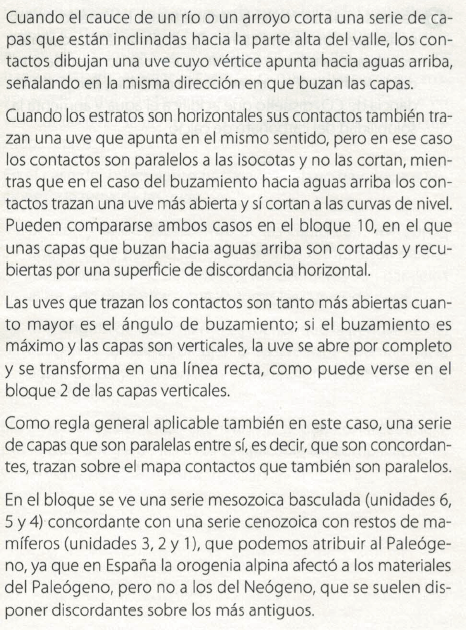 Cuando el cauce de un río o un arroyo corta una serie de ca-
pas que están inclinadas hacia la parte alta del valle, los con-
tactos dibujan una uve cuyo vértice apunta hacia aguas arriba,
señalando en la misma dirección en que buzan las capas.
Cuando los estratos son horizontales sus contactos también tra-
zan una uve que apunta en el mismo sentido, pero en ese caso
los contactos son paralelos a las isocotas y no las cortan, mien-
tras que en el caso del buzamiento hacia aguas arriba los con-
tactos trazan una uve más abierta y sí cortan a las curvas de nivel.
Pueden compararse ambos casos en el bloque 10, en el que
unas capas que buzan hacia aguas arriba son cortadas y recu-
biertas por una superficie de discordancia horizontal.
Las uves que trazan los contactos son tanto más abiertas cuan-
to mayor es el ángulo de buzamiento; si el buzamiento es
máximo y las capas son verticales, la uve se abre por completo
y se transforma en una línea recta, como puede verse en el
bloque 2 de las capas verticales.
Como regla general aplicable también en este caso, una serie
de capas que son paralelas entre sí, es decir, que son concordan-
tes, trazan sobre el mapa contactos que también son paralelos.
En el bloque se ve una serie mesozoica basculada (unidades 6,
5 y 4) concordante con una serie cenozoica con restos de ma-
míferos (unidades 3, 2 y 1), que podemos atribuir al Paleóge-
no, ya que en España la orogenia alpina afectó a los materiales
del Paleógeno, pero no a los del Neógeno, que se suelen dis-
poner discordantes sobre los más antiguos.